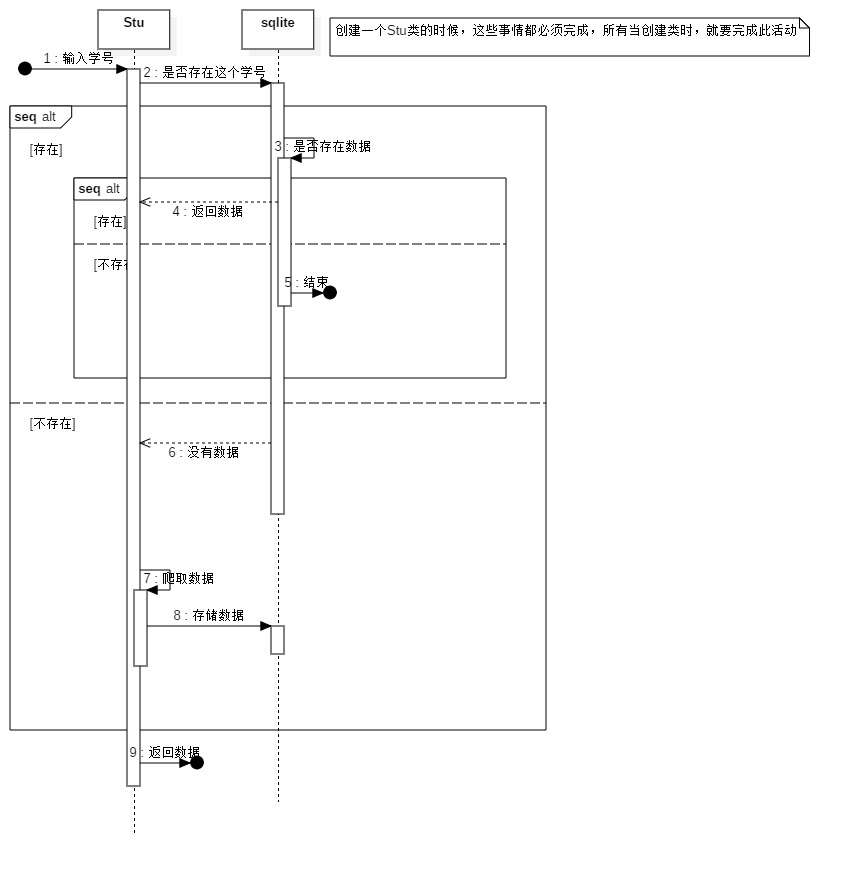 Stu
sqlite
创建一个Stu类的时候，这些事情都必须完成，所有当创建类时，就要完成此活动
1 : 输入学号
2 : 是否存在这个学号
seq alt
[存在]
3 : 是否存在数据
seq alt
4 : 返回数据
[存在]
[不存在
5 : 结束
[不存在]
6 : 没有数据
7 : 爬取数据
8 : 存储数据
9 : 返回数据